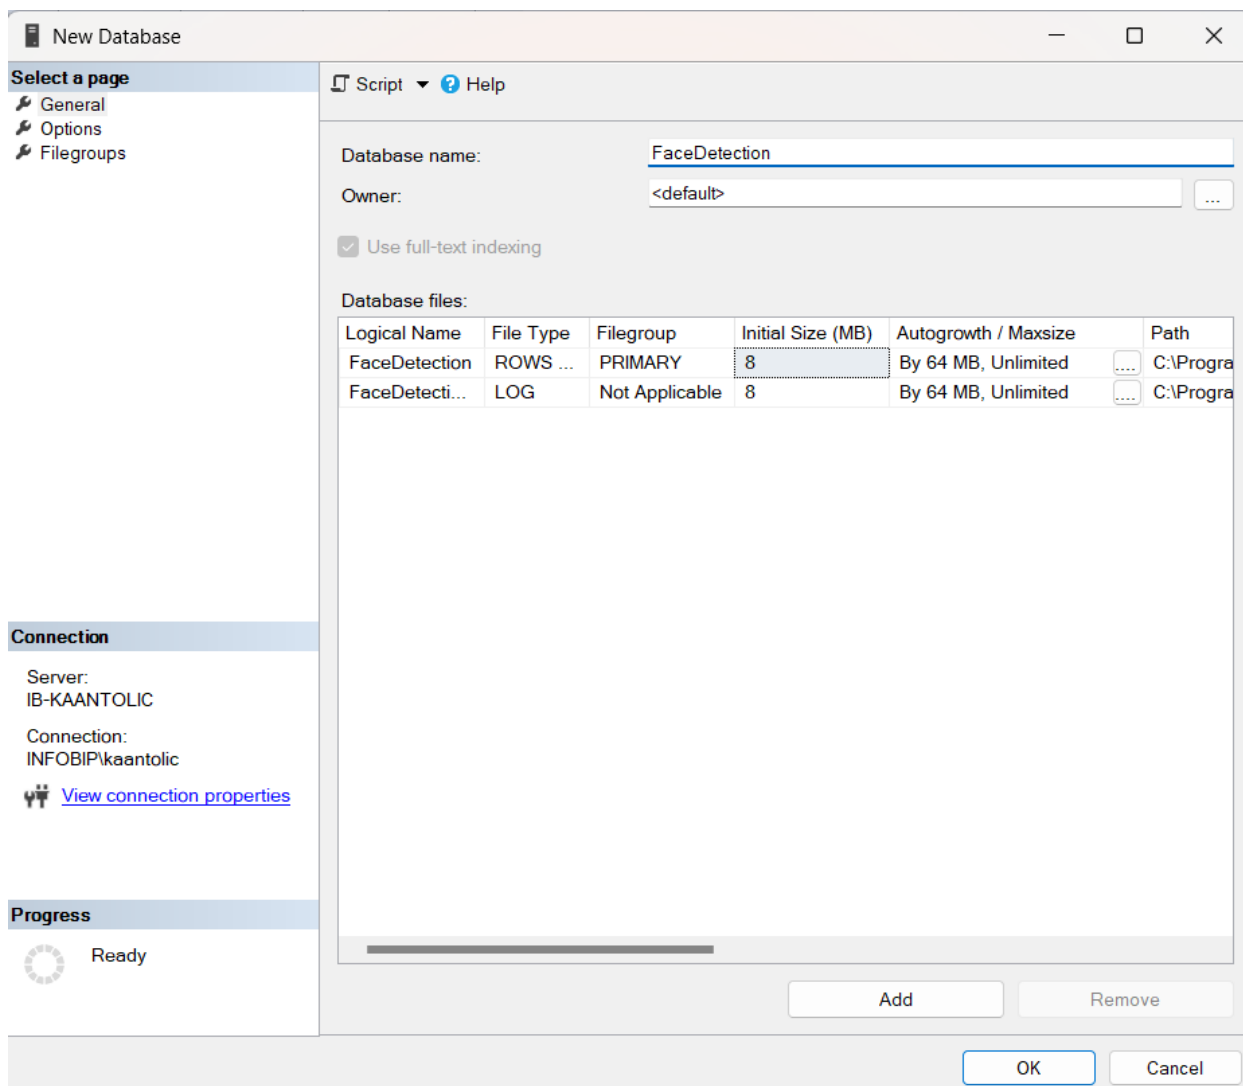 New Database
Select a page
General
Options
Filegroups
Script
Help
Database name:
FaceDetection
Owner:
<default>
...
Use full-text indexing
Database files:
Logical Name File Type Filegroup Initial Size (MB) Autogrowth / Maxsize Path
FaceDetection ROWS ... PRIMARY 8 By 64 MB, Unlimited .... C:\Progra
FaceDetecti... LOG Not Applicable 8 By 64 MB, Unlimited .... C:\Progra
Connection
Server:
IB-KAANTOLIC
Connection:
INFOBIP\kaantolic
View connection properties
Progress
Ready
Add Remove
OK Cancel